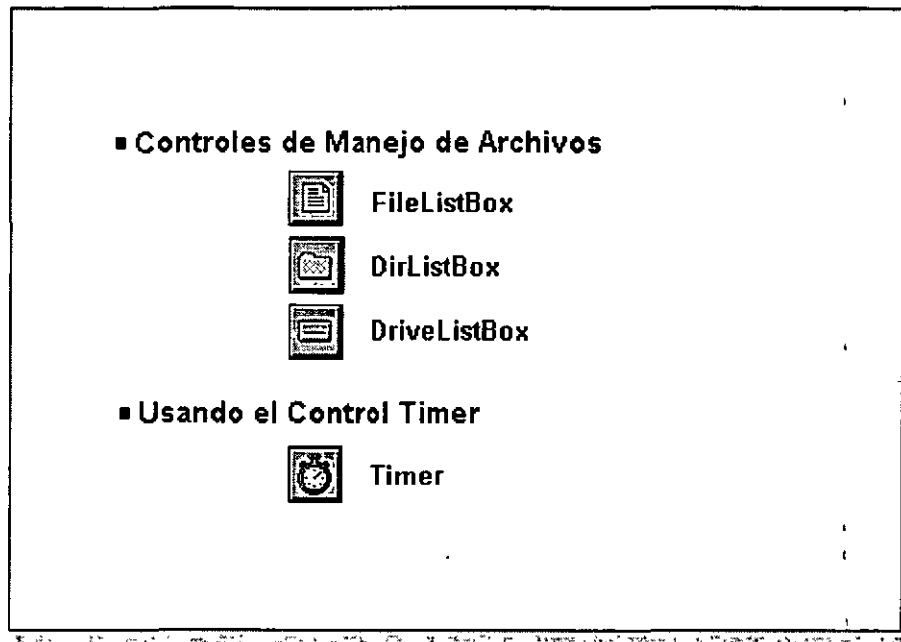 ▪ Controles de Manejo de Archivos
FileListBox
DirListBox
DriveListBox
▪ Usando el Control Timer
Timer